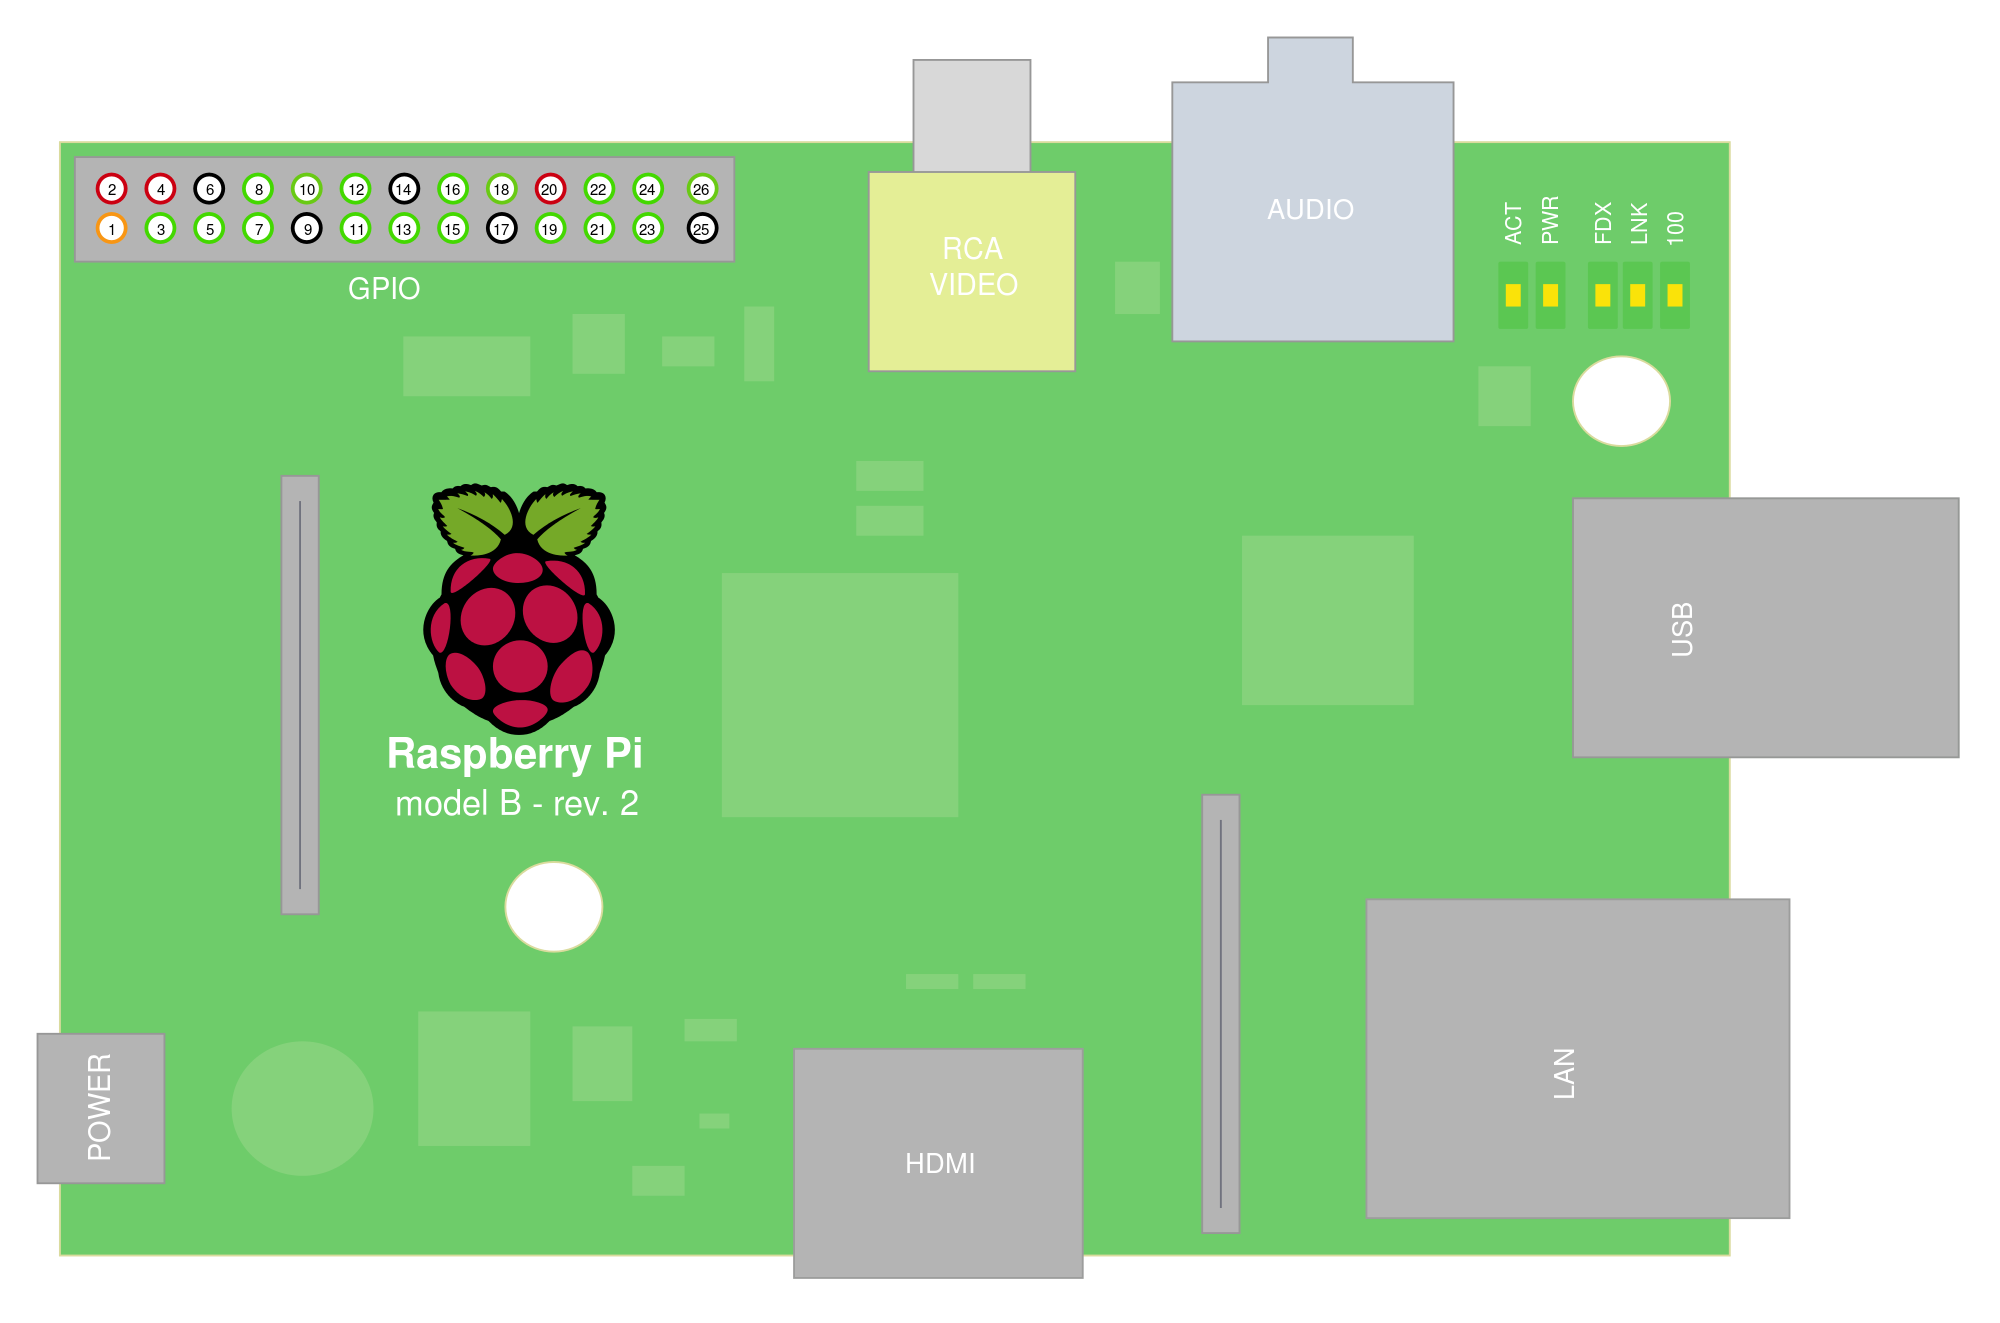 2 4 6 8 10 12 14 16 18 20 22 24 26
1 3 5 7 9 11 13 15 17 19 21 23 25
GPIO
RCA
VIDEO
AUDIO
ACT
PWR
FDX
LNK
100
USB
Raspberry Pi
model B - rev. 2
POWER
HDMI
LAN